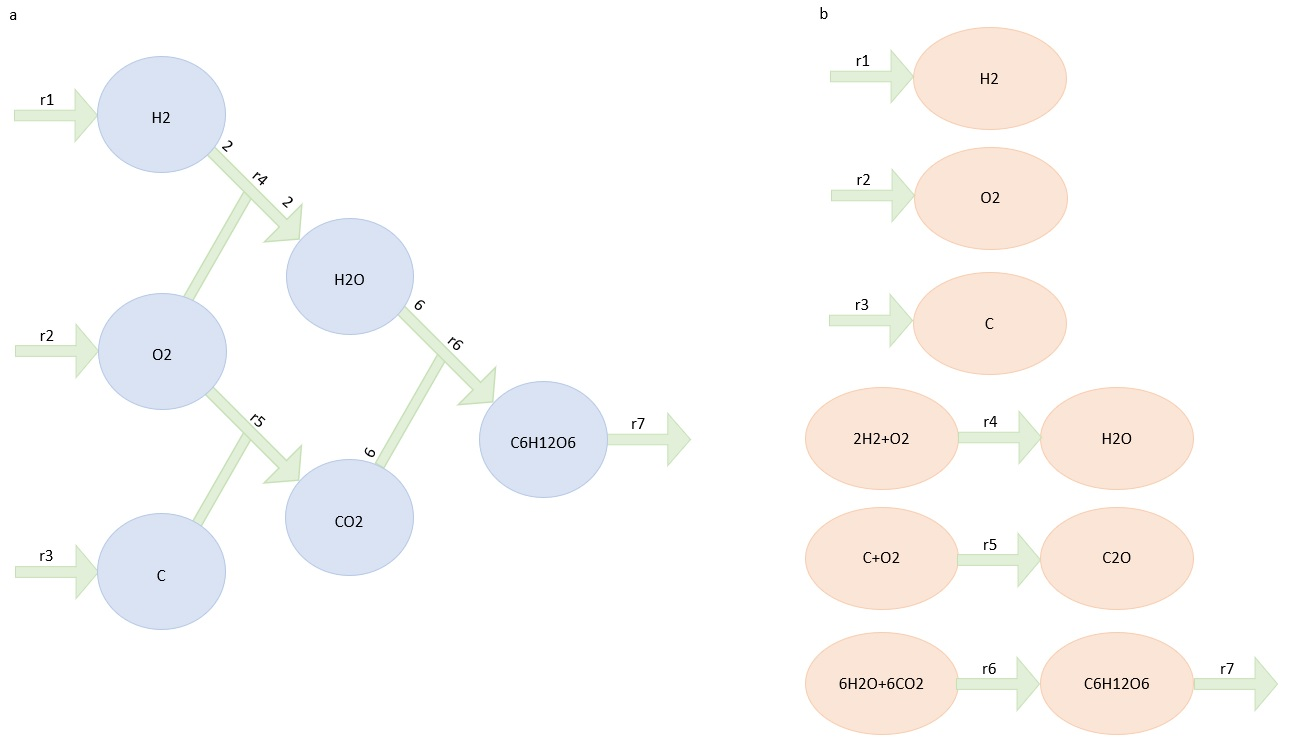 a
r1
H2
2
r4
2
r2
O2
H2O
6
r6
r5
r3
C
CO2
6
C6H12O6
r7
b
r1
H2
r2
O2
r3
C
2H2+O2
r4
H2O
C+O2
r5
C2O
6H2O+6CO2
r6
C6H12O6
r7